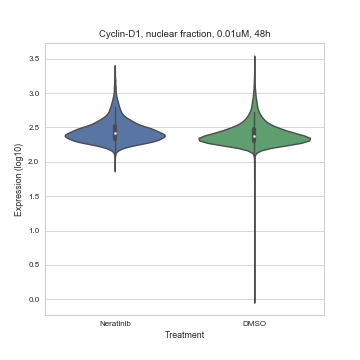 Cyclin-D1, nuclear fraction, 0.01uM, 48h
3.5
3.0
2.5
2.0
1.5
1.0
0.5
0.0
Expression (log10)
Neratinib
DMSO
Treatment